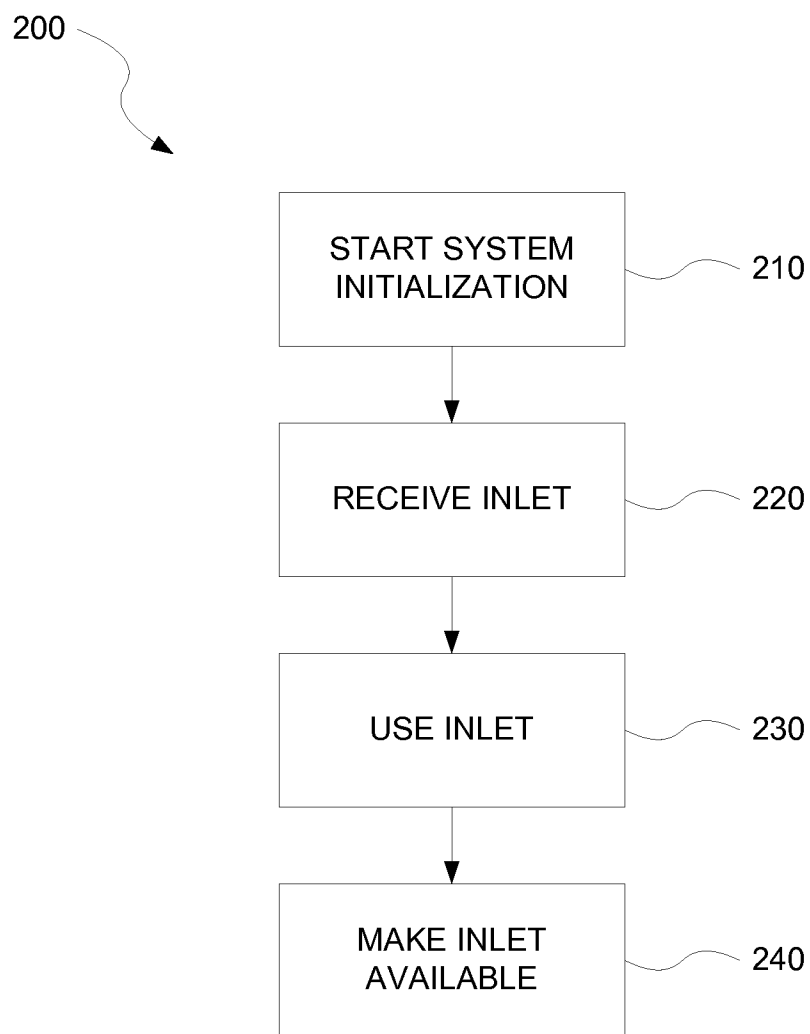 200
START SYSTEM
INITIALIZATION
210
RECEIVE INLET
220
USE INLET
230
MAKE INLET
AVAILABLE
240